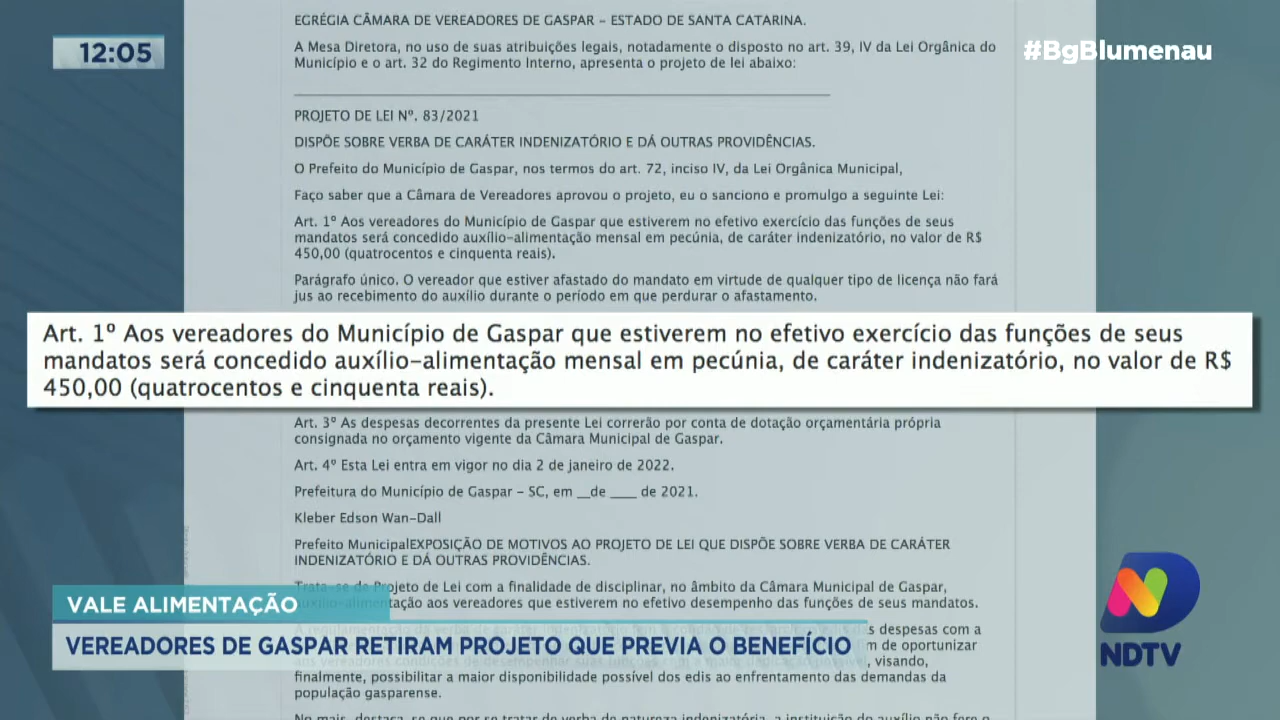 EGRÉGIA CÂMARA DE VEREADORES DE GASPAR – ESTADO DE SANTA CATARINA.
12:05
#BgBlumenau
A Mesa Diretora, no uso de suas atribuições legais, notadamente o disposto no art. 39, IV da Lei Orgânica do
Município e o art. 32 do Regimento Interno, apresenta o projeto de lei abaixo:
PROJETO DE LEI Nº. 83/2021
DISPÕE SOBRE VERBA DE CARÁTER INDENIZATÓRIO E DÁ OUTRAS PROVIDÊNCIAS.
O Prefeito do Município de Gaspar, nos termos do art. 72, inciso IV, da Lei Orgânica Municipal,
Faço saber que a Câmara de Vereadores aprovou o projeto, eu o sanciono e promulgo a seguinte Lei:
Art. 1º Aos vereadores do Município de Gaspar que estiverem no efetivo exercício das funções de seus
mandatos será concedido auxílio-alimentação mensal em pecúnia, de caráter indenizatório, no valor de R$
450,00 (quatrocentos e cinquenta reais).
Parágrafo único. O vereador que estiver afastado do mandato em virtude de qualquer tipo de licença não fará
jus ao recebimento do auxílio durante o período em que perdurar o afastamento.
Art. 1º Aos vereadores do Município de Gaspar que estiverem no efetivo exercício das funções de seus
mandatos será concedido auxílio-alimentação mensal em pecúnia, de caráter indenizatório, no valor de R$
450,00 (quatrocentos e cinquenta reais).
Art. 3º As despesas decorrentes da presente Lei correrão por conta de dotação orçamentária própria
consignada no orçamento vigente da Câmara Municipal de Gaspar.
Art. 4º Esta Lei entra em vigor no dia 2 de janeiro de 2022.
Prefeitura do Município de Gaspar – SC, em __de ____ de 2021.
Kleber Edson Wan-Dall
Prefeito MunicipalEXPOSIÇÃO DE MOTIVOS AO PROJETO DE LEI QUE DISPÕE SOBRE VERBA DE CARÁTER
INDENIZATÓRIO E DÁ OUTRAS PROVIDÊNCIAS.
Trata-se de Projeto de Lei com a finalidade de disciplinar, no âmbito da Câmara Municipal de Gaspar,
auxílio-alimentação aos vereadores que estiverem no efetivo desempenho das funções de seus mandatos.
VALE ALIMENTAÇÃO
despesas com a
VEREADORES DE GASPAR RETIRAM PROJETO QUE PREVIA O BENEFÍCIO
de oportunizar
visando,
finalmente, possibilitar a maior disponibilidade possível dos edis ao enfrentamento das demandas da
população gasparense.
NDTV